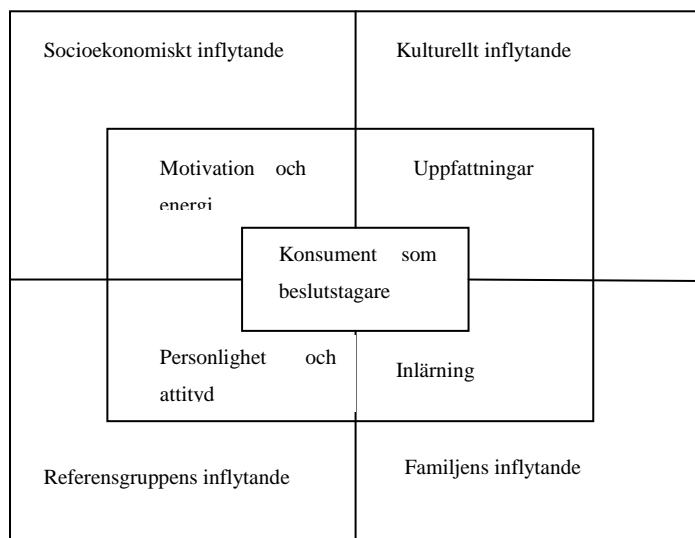 Socioekonomiskt inflytande
Kulturellt inflytande
Motivation och
energi
Uppfattningar
Konsument som
beslutstagare
Personlighet och
attityd
Inlärning
Referensgruppens inflytande
Familjens inflytande